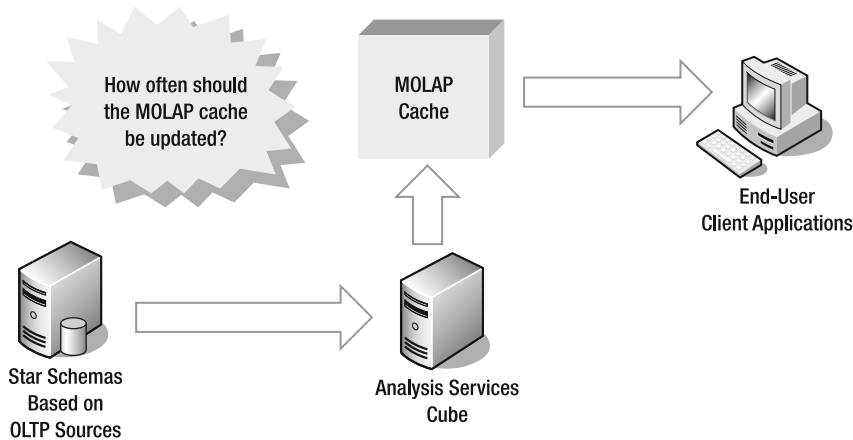 How often should
the MOLAP cache
be updated?
MOLAP
Cache
End-User
Client Applications
Star Schemas
Based on
OLTP Sources
Analysis Services
Cube